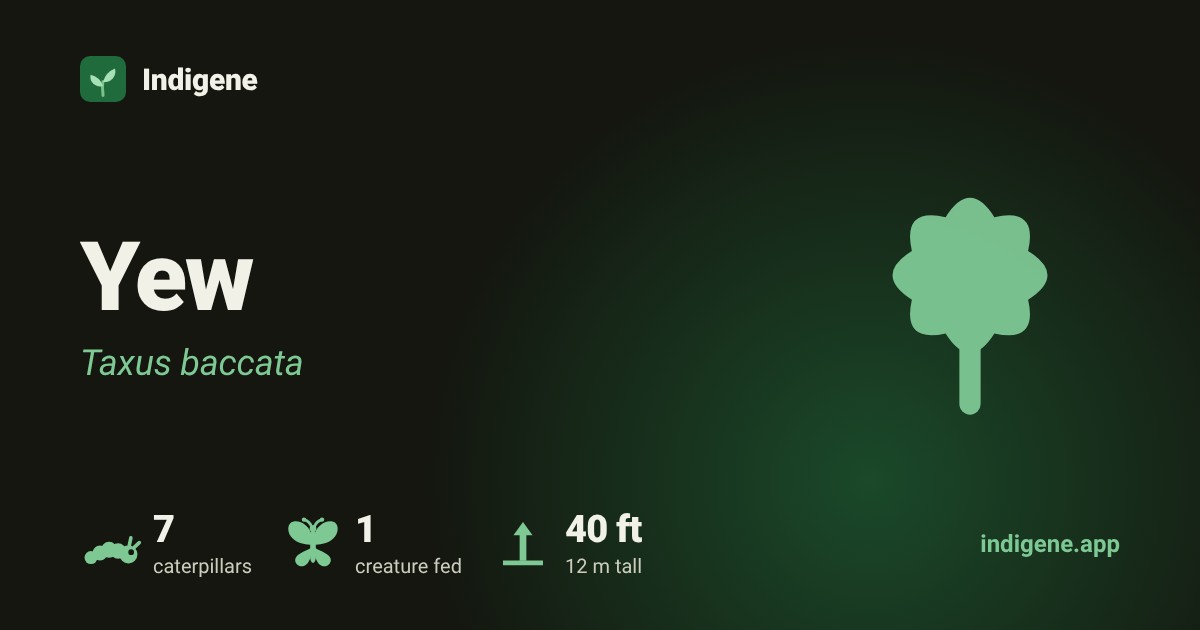 Indigene
Yew
Taxus baccata
7
caterpillars
1
creature fed
40 ft
12 m tall
indigene.app